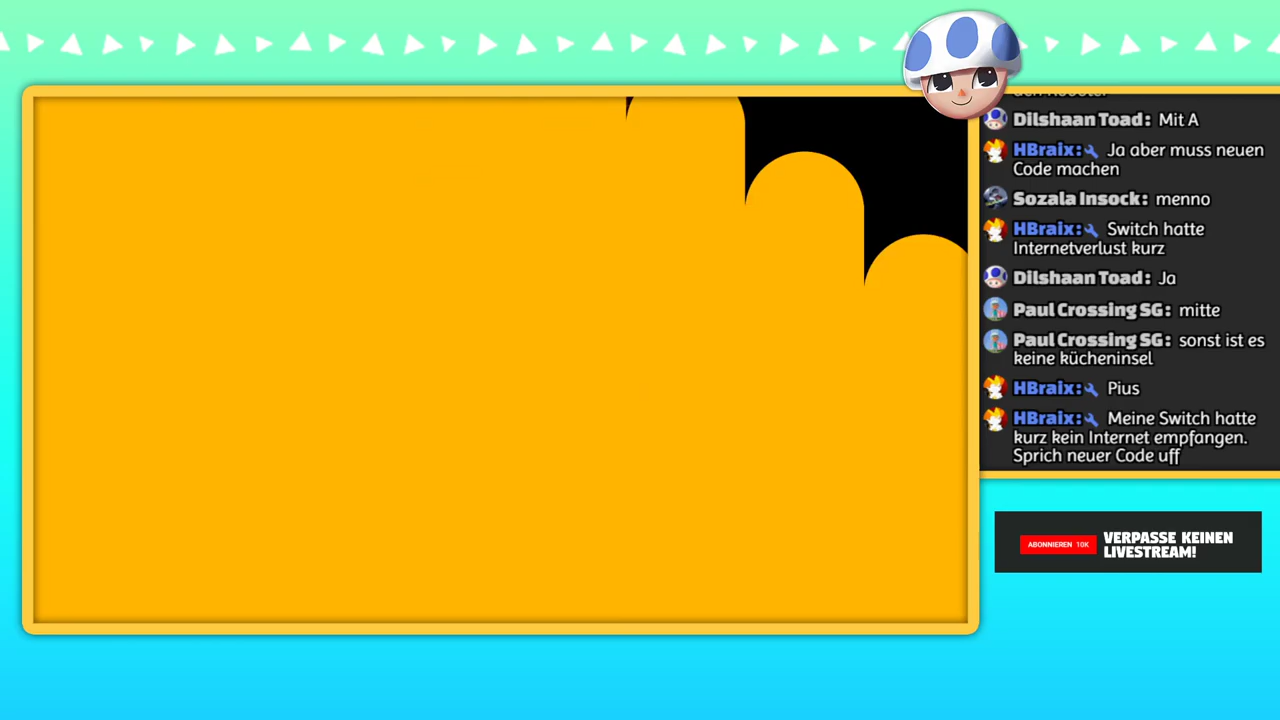 Dilshaan Toad: Mit A
HBraix: Ja aber muss neuen
Code machen
Sozala Insock: menno
HBraix: Switch hatte
Internetverlust kurz
Dilshaan Toad: Ja
Paul Crossing SG: mitte
Paul Crossing SG: sonst ist es
keine kücheninsel
HBraix: Pius
HBraix: Meine Switch hatte
kurz kein Internet empfangen.
Sprich neuer Code uff
ABONNIEREN 10K
VERPASSE KEINEN
LIVESTREAM!